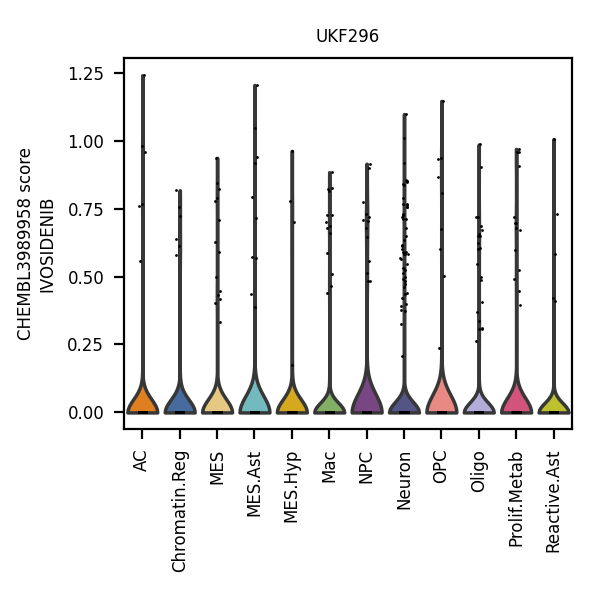 UKF296
CHEMBL3989958 score
IVOSIDENIB
1.25
1.00
0.75
0.50
0.25
0.00
AC
Chromatin.Reg
MES
MES.Ast
MES.Hyp
Mac
NPC
Neuron
OPC
Oligo
Prolif.Metab
Reactive.Ast